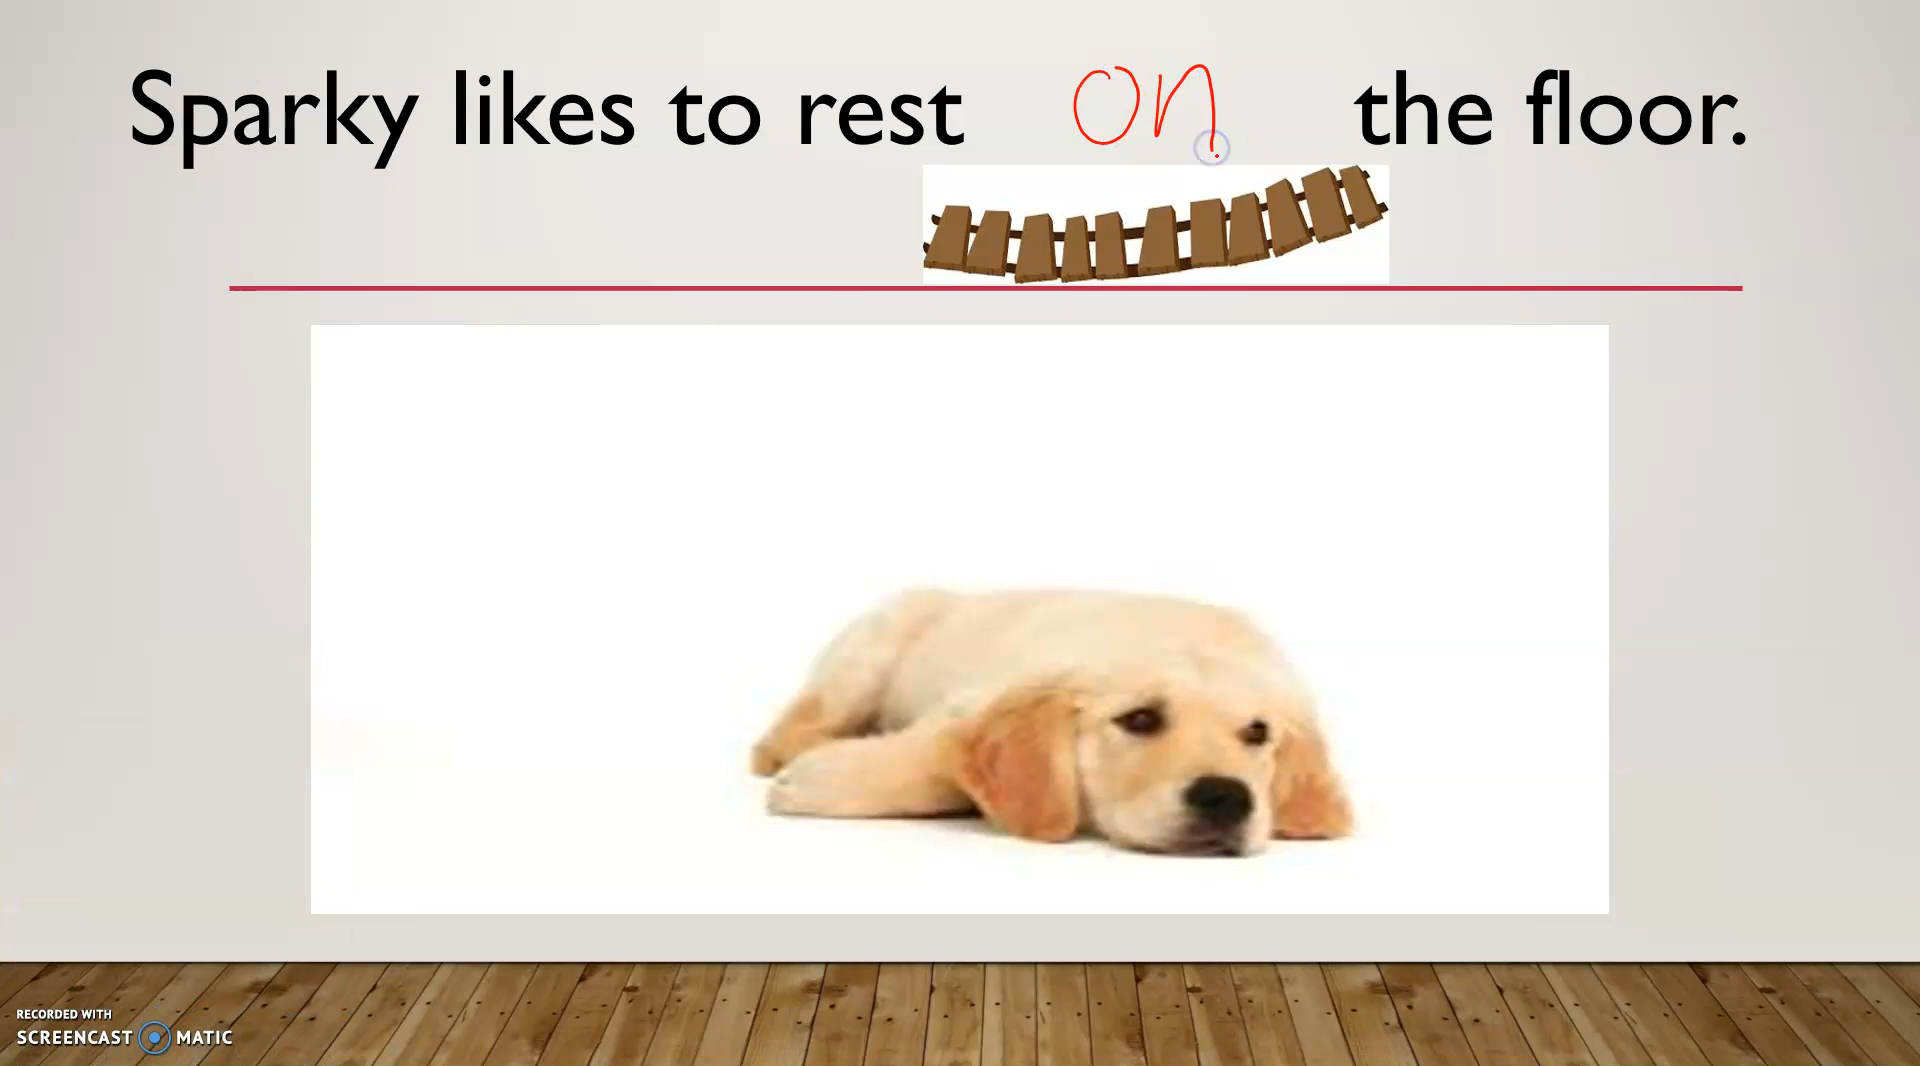 Sparky likes to rest on the floor.
RECORDED WITH
SCREENCAST MATIC